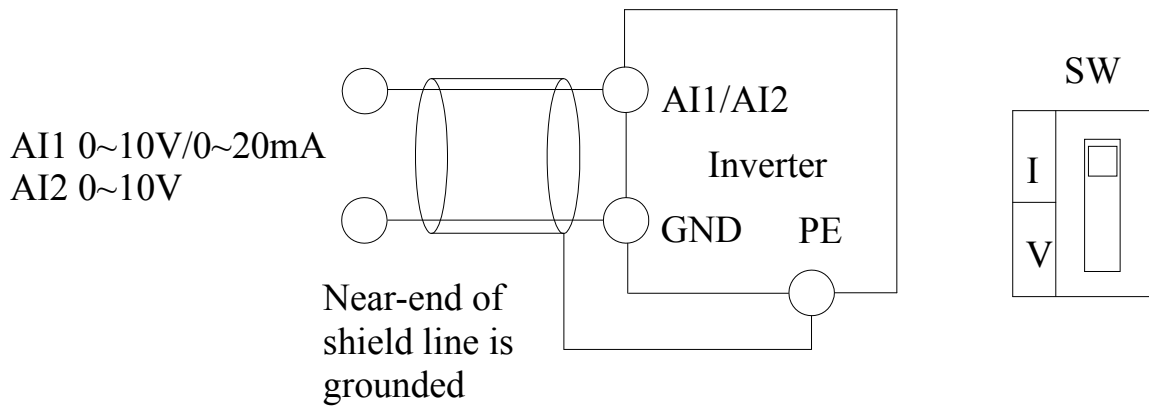 SW
AI1/AI2
AI1 0~10V/0~20mA
AI2 0~10V
Inverter
I
GND
PE
V
Near-end of
shield line is
grounded